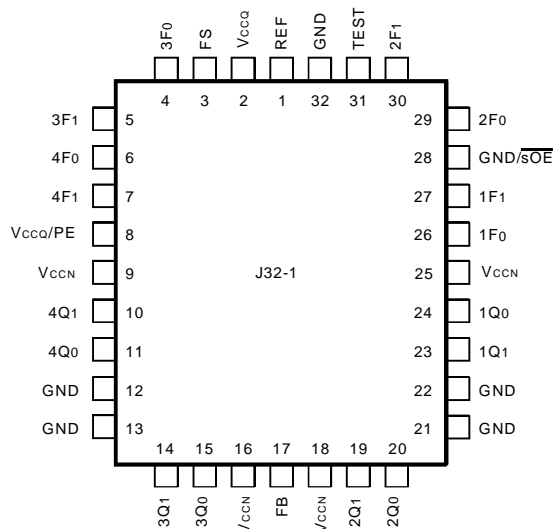 3F0 FS VCCQ REF GND TEST 2F1
4 3 2 1 32 31 30
3F1 5 29 2F0
4F0 6 28 GND/sOE
4F1 7 27 1F1
VCCQ/PE 8 26 1F0
VCCN 9 J32-1 25 VCCN
4Q1 10 24 1Q0
4Q0 11 23 1Q1
GND 12 22 GND
GND 13 21 GND
14 15 16 17 18 19 20
3Q1 3Q0 VCCN FB VCCN 2Q1 2Q0